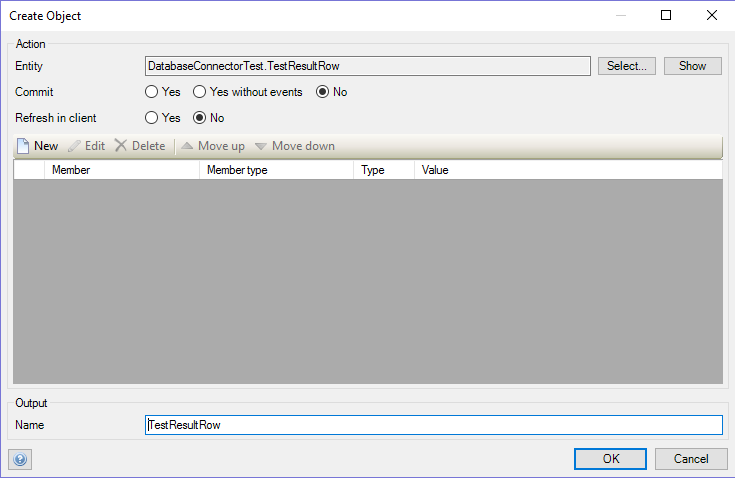 Create Object
Action
Entity DatabaseConnectorTest.TestResultRow Select... Show
Commit Yes Yes without events No
Refresh in client Yes No
New Edit Delete Move up Move down
Member Member type Type Value
Output
Name TestResultRow
? OK Cancel